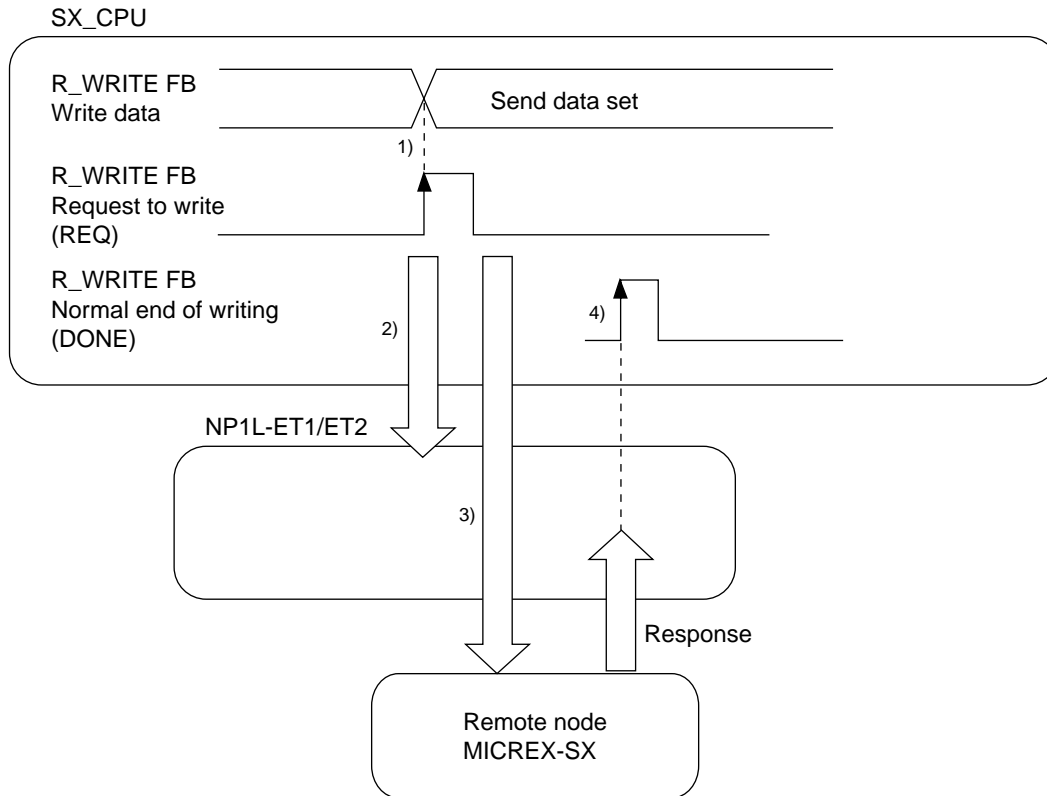 SX_CPU
R_WRITE FB
Write data
Send data set
1)
R_WRITE FB
Request to write
(REQ)
R_WRITE FB
Normal end of writing
(DONE)
2)
4)
NP1L-ET1/ET2
3)
Response
Remote node
MICREX-SX